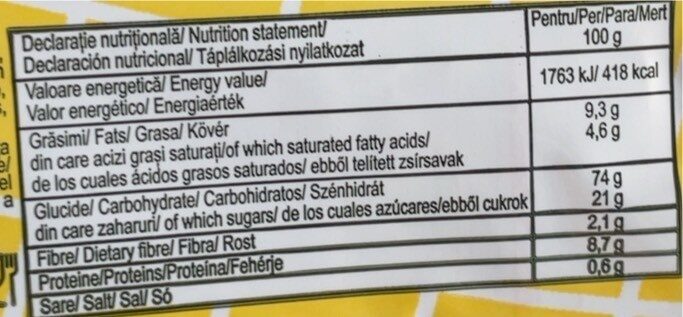 Declarație nutrițională/ Nutrition statement/
Declaración nutricional/ Táplálkozási nyilatkozat
Pentru/Per/Para/Mert
100 g
Valoare energetică/ Energy value/
Valor energético/ Energiaérték
1763 kJ/ 418 kcal
Grăsimi/ Fats/ Grasa/ Kövér
9,3 g
din care acizi grași saturați/of which saturated fatty acids/
4,6 g
de los cuales ácidos grasos saturados/ ebből telített zsírsavak
Glucide/ Carbohydrate/ Carbohidratos/ Szénhidrát
74 g
din care zaharuri/ of which sugars/ de los cuales azúcares/ebből cukrok
21 g
Fibre/ Dietary fibre/ Fibra/ Rost
2,1 g
Proteine/Proteins/Proteína/Fehérje
8,7 g
Sare/ Salt/ Sal/ Só
0,6 g